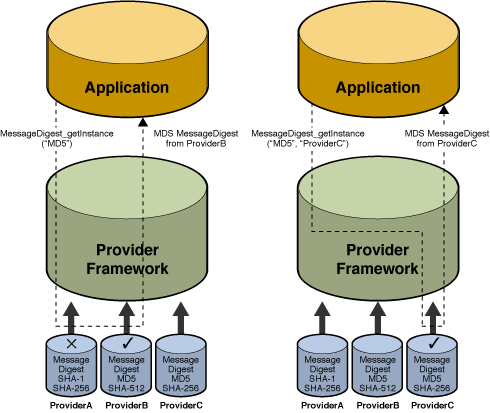 Application
MessageDigest_getInstance
("MD5")
MDS MessageDigest
from ProviderB
Provider
Framework
Message
Digest
SHA-1
SHA-256
Message
Digest
MD5
SHA-512
Message
Digest
MD5
SHA-256
ProviderA
ProviderB
ProviderC
Application
MessageDigest_getInstance
("MD5", "ProviderC")
MDS MessageDigest
from ProviderC
Provider
Framework
Message
Digest
SHA-1
SHA-256
Message
Digest
MD5
SHA-512
Message
Digest
MD5
SHA-256
ProviderA
ProviderB
ProviderC